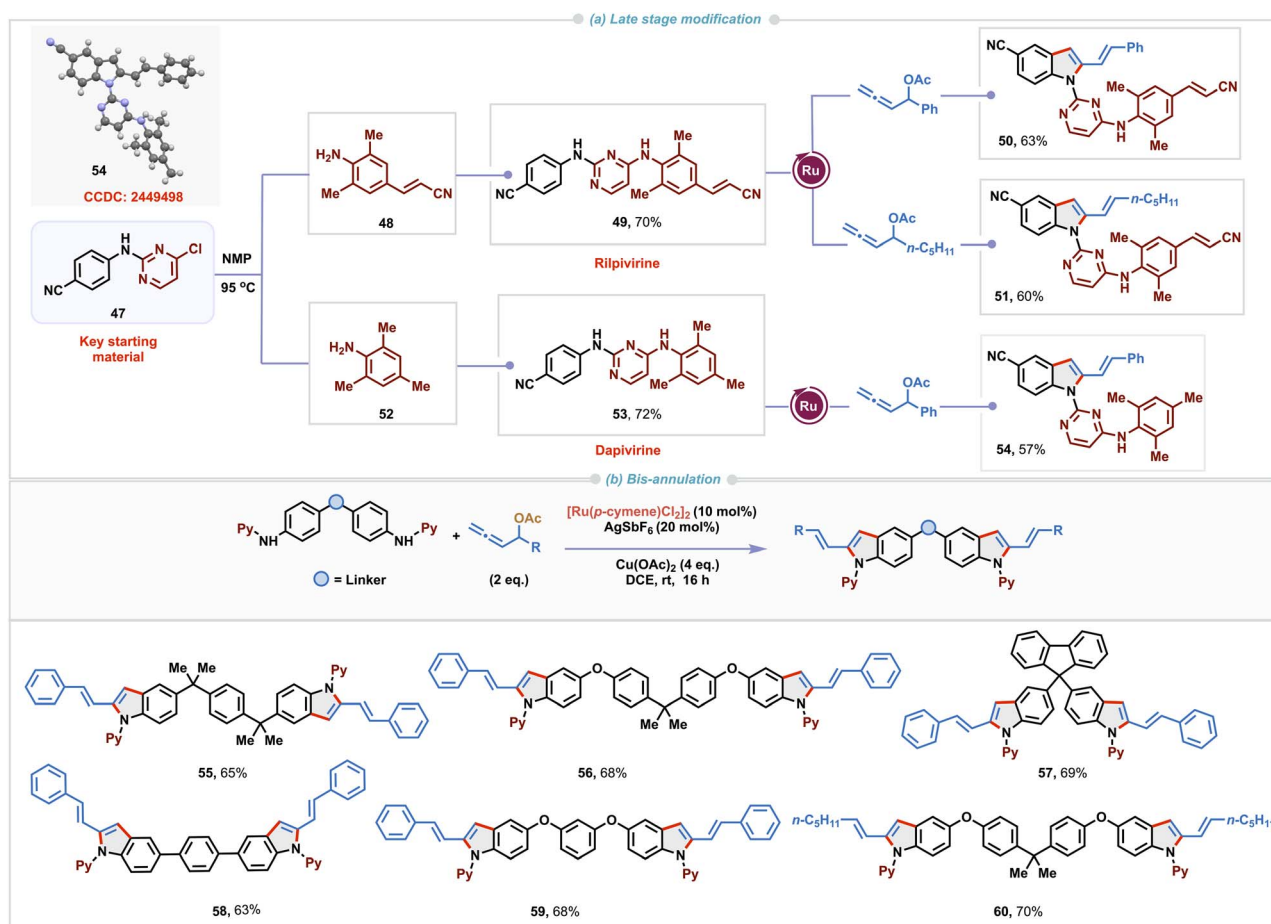 (a) Late stage modification
54
CCDC: 2449498
CN
H
N
Cl
N
N
NC
47
Key starting
material
NMP
95 °C
Me
H2N
Me
CN
48
H
N
N
N
H
N
Me
Me
NC
CN
49, 70%
Rilpivirine
Me
H2N
Me
Me
52
H
N
N
N
H
N
Me
Me
Me
NC
53, 72%
Dapivirine
Ru
OAc
Ph
OAc
n-C5H11
NC
Ph
N
N
N
NH
Me
Me
CN
50, 63%
NC
n-C5H11
N
N
N
NH
Me
Me
CN
51, 60%
Ru
OAc
Ph
NC
Ph
N
N
N
NH
Me
Me
Me
54, 57%
(b) Bis-annulation
Py
NH
NH
Py
= Linker
+
OAc
R
(2 eq.)
[Ru(p-cymene)Cl2]2 (10 mol%)
AgSbF6 (20 mol%)
Cu(OAc)2 (4 eq.)
DCE, rt, 16 h
R
N
Py
N
Py
R
Me Me
N
Py
Me Me
N
Py
55, 65%
O
O
N
Py
Me Me
N
Py
56, 68%
N
Py
N
Py
57, 69%
N
Py
N
Py
58, 63%
O
O
N
Py
N
Py
59, 68%
n-C5H11
O
O
n-C5H11
N
Py
Me Me
N
Py
60, 70%